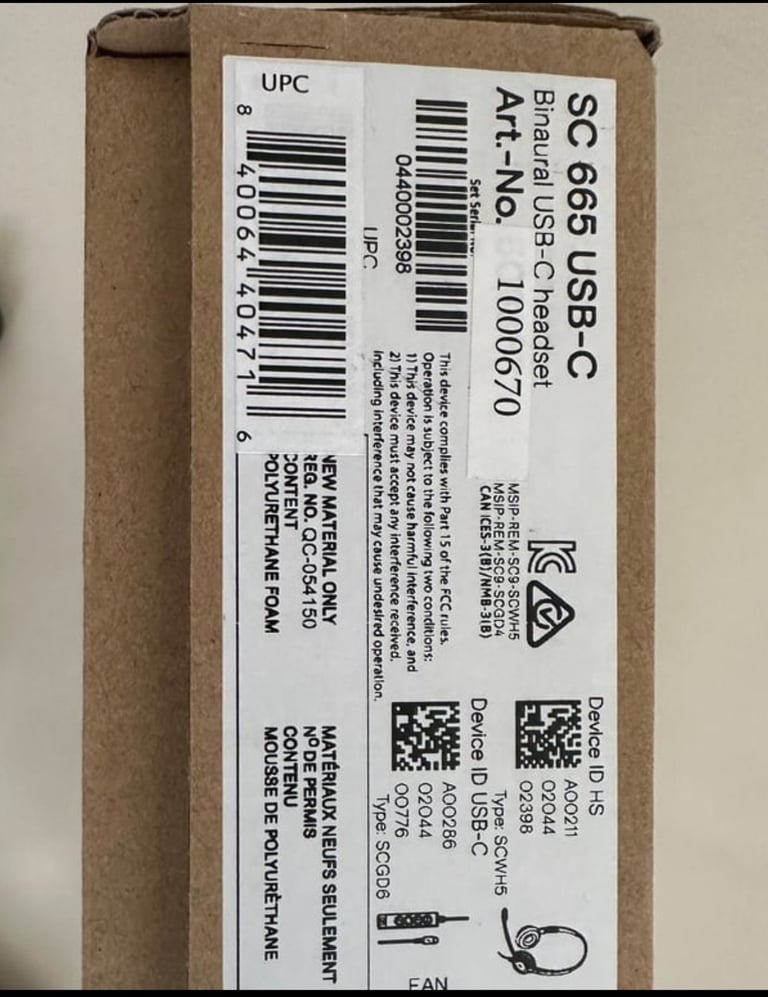 SC 665 USB-C
Binaural USB-C headset
Art.-No. 1000670
Set Serial No.
0440002398
UPC
MSIP-REM-SC9-SCWH5
MSIP-REM-SC9-SCGD4
CAN ICES-3(B)/NMB-3(B)
This device complies with Part 15 of the FCC rules.
Operation is subject to the following two conditions:
1) This device may not cause harmful interference, and
2) This device must accept any interference received,
including interference that may cause undesired operation.
Device ID HS
A00211
02044
02398
Type: SCWH5
Device ID USB-C
A00286
02044
00776
Type: SCGD6
EAN
UPC
8 40064 40471 6
NEW MATERIAL ONLY
REG. NO. QC-054150
CONTENT
POLYURETHANE FOAM
MATÉRIAUX NEUFS SEULEMENT
Nº DE PERMIS
CONTENU
MOUSSE DE POLYURÈTHANE